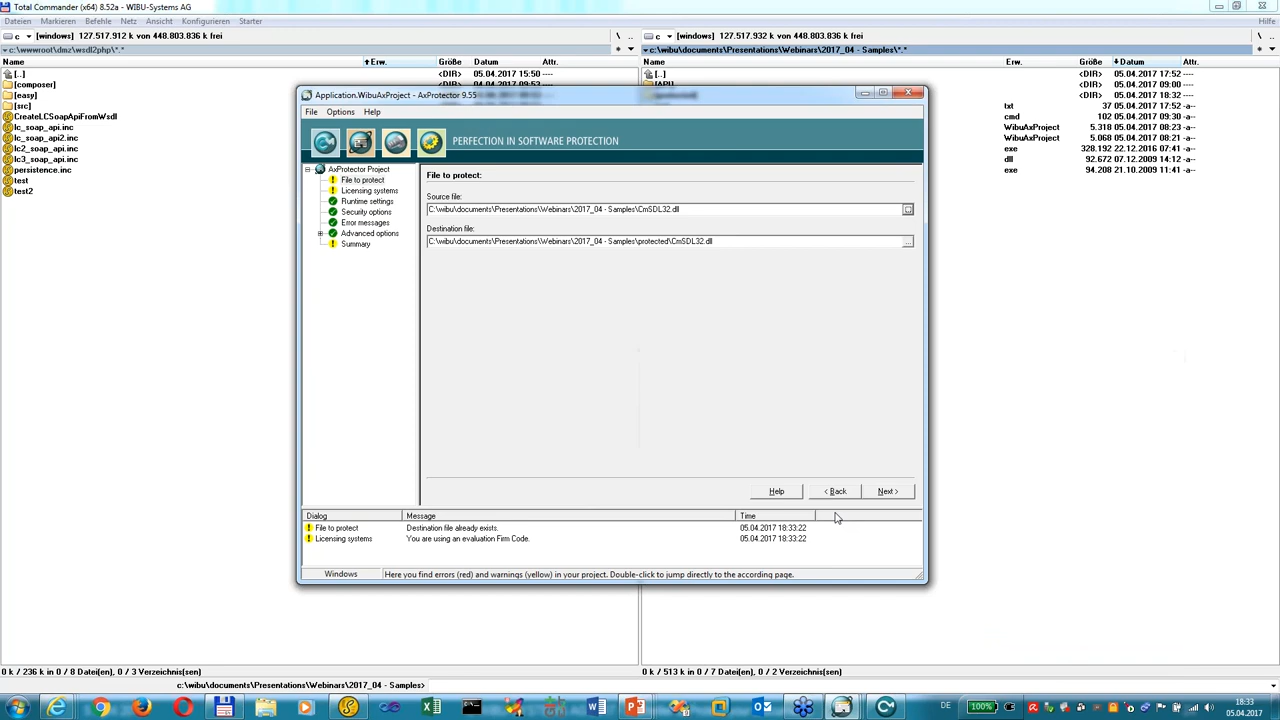 Total Commander (x64) 8.52a - WIBU-Systems AG
Dateien Markieren Befehle Netz Ansicht Konfigurieren Starter Hilfe
c [windows] 127.517.912 k von 448.803.836 k frei \ ..
c [windows] 127.517.932 k von 448.803.836 k frei \ ..
c:\wwwroot\dmz\wsdl2php\*.* * ▼
c:\wibu\documents\Presentations\Webinars\2017_04 - Samples\*.* * ▼
Name Erw. Größe Datum Attr.
Name Erw. Größe Datum Attr.
[..] <DIR> 05.04.2017 15:50 ----
[composer] <DIR>
[easy]
[src]
CreateLCSoapApiFromWsdl
lc_soap_api.inc
lc_soap_api2.inc
lc2_soap_api.inc
lc3_soap_api.inc
persistence.inc
test
test2
[..] <DIR> 05.04.2017 17:52 ----
<DIR> 05.04.2017 09:00 ----
<DIR> 05.04.2017 18:32 ----
txt 37 05.04.2017 17:52 -a--
cmd 102 05.04.2017 09:30 -a--
WibuAxProject 5.318 05.04.2017 08:23 -a--
WibuAxProject 5.068 05.04.2017 08:21 -a--
exe 328.192 22.12.2016 07:41 -a--
dll 92.672 07.12.2009 14:12 -a--
exe 94.208 21.10.2009 11:41 -a--
Application.WibuAxProject - AxProtector 9.55
File Options Help
PERFECTION IN SOFTWARE PROTECTION
AxProtector Project
File to protect
Licensing systems
Runtime settings
Security options
Error messages
Advanced options
Summary
File to protect:
Source file:
C:\wibu\documents\Presentations\Webinars\2017_04 - Samples\CmSDL32.dll
Destination file:
C:\wibu\documents\Presentations\Webinars\2017_04 - Samples\protected\CmSDL32.dll ...
Help < Back Next >
Dialog Message Time
File to protect Destination file already exists. 05.04.2017 18:33:22
Licensing systems You are using an evaluation Firm Code. 05.04.2017 18:33:22
Windows Here you find errors (red) and warnings (yellow) in your project. Double-click to jump directly to the according page.
0 k / 236 k in 0 / 8 Datei(en), 0 / 3 Verzeichnis(sen)
0 k / 513 k in 0 / 7 Datei(en), 0 / 2 Verzeichnis(sen)
c:\wibu\documents\Presentations\Webinars\2017_04 - Samples>
DE 100% 18:33
05.04.2017